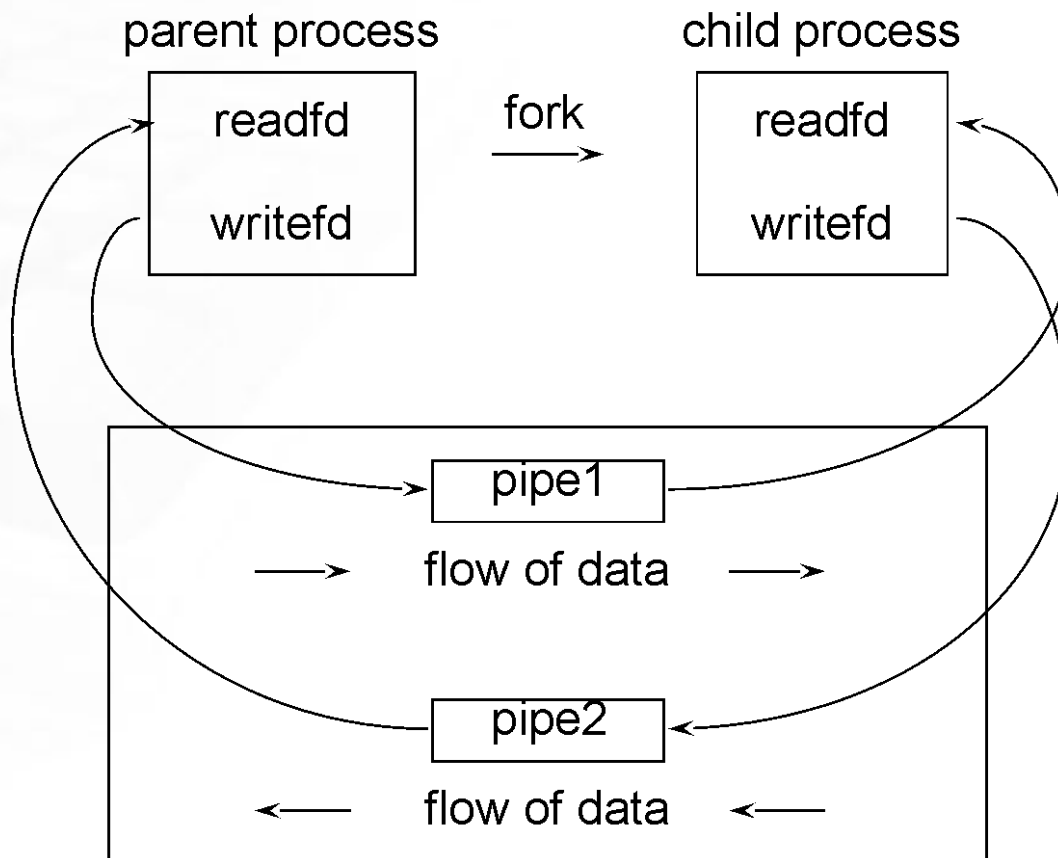 parent process
child process
readfd
fork
readfd
writefd
writefd
pipe1
flow of data
pipe2
flow of data